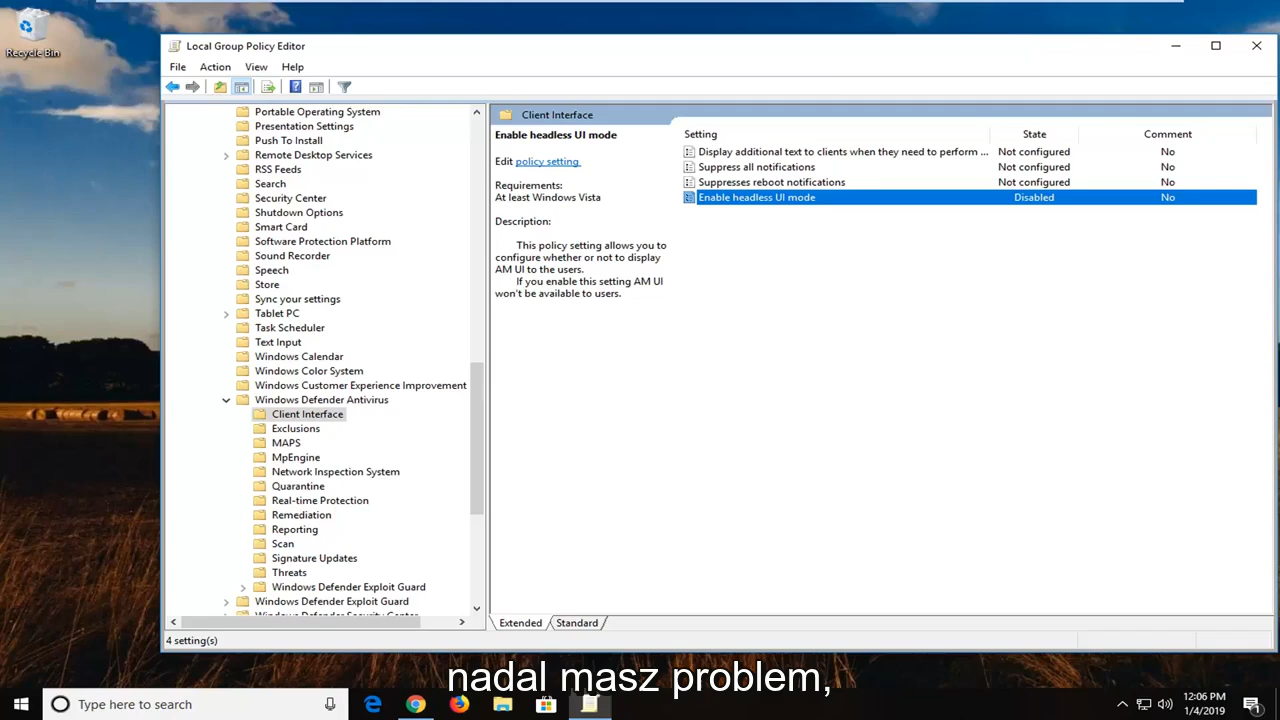 Recycle Bin
Local Group Policy Editor
File Action View Help
Portable Operating System
Presentation Settings
Push To Install
Remote Desktop Services
RSS Feeds
Search
Security Center
Shutdown Options
Smart Card
Software Protection Platform
Sound Recorder
Speech
Store
Sync your settings
Tablet PC
Task Scheduler
Text Input
Windows Calendar
Windows Color System
Windows Customer Experience Improvement
Windows Defender Antivirus
Client Interface
Exclusions
MAPS
MpEngine
Network Inspection System
Quarantine
Real-time Protection
Remediation
Reporting
Scan
Signature Updates
Threats
Windows Defender Exploit Guard
Windows Defender Exploit Guard
Windows Defender Security Center
Client Interface
Enable headless UI mode
Edit policy setting
Requirements:
At least Windows Vista
Description:
This policy setting allows you to
configure whether or not to display
AM UI to the users.
If you enable this setting AM UI
won't be available to users.
Setting State Comment
Display additional text to clients when they need to perform ... Not configured No
Suppress all notifications Not configured No
Suppresses reboot notifications Not configured No
Enable headless UI mode Disabled No
Extended Standard
4 setting(s)
nadal masz problem,
Type here to search
12:06 PM
1/4/2019
1